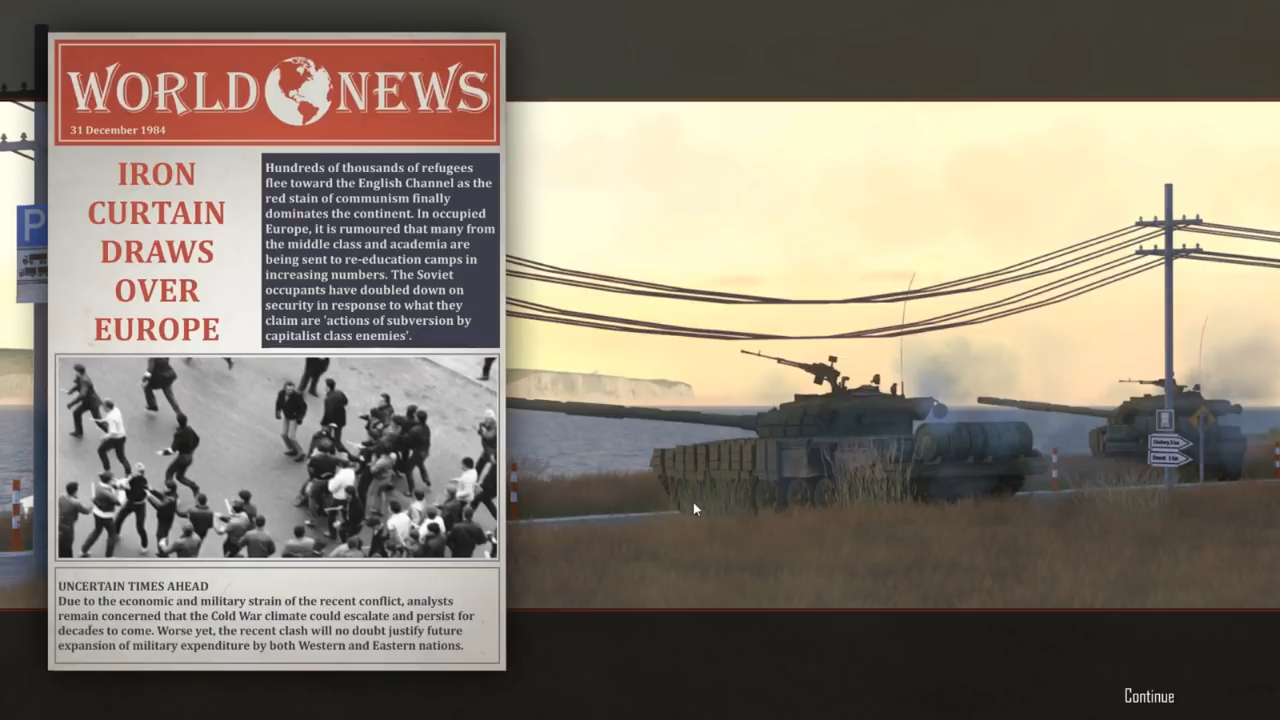 WORLD NEWS
31 December 1984
IRON
CURTAIN
DRAWS
OVER
EUROPE
Hundreds of thousands of refugees
flee toward the English Channel as the
red stain of communism finally
dominates the continent. In occupied
Europe, it is rumoured that many from
the middle class and academia are
being sent to re-education camps in
increasing numbers. The Soviet
occupants have doubled down on
security in response to what they
claim are 'actions of subversion by
capitalist class enemies'.
UNCERTAIN TIMES AHEAD
Due to the economic and military strain of the recent conflict, analysts
remain concerned that the Cold War climate could escalate and persist for
decades to come. Worse yet, the recent clash will no doubt justify future
expansion of military expenditure by both Western and Eastern nations.
P
Continue